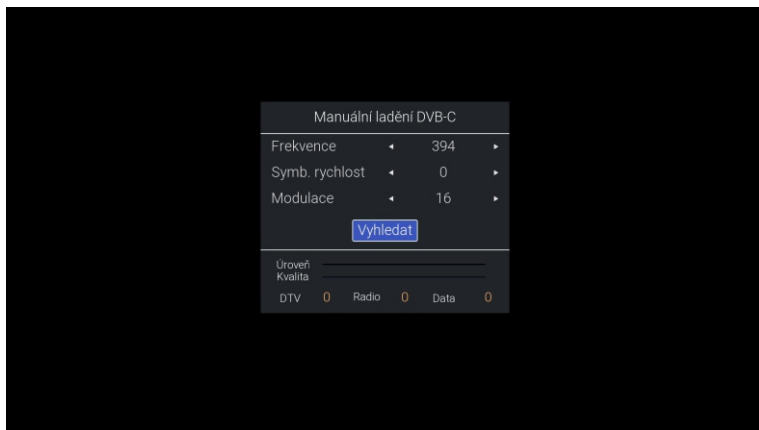 Manuální ladění DVB-C
Frekvence ◂ 394 ▸
Symb. rychlost ◂ 0 ▸
Modulace ◂ 16 ▸
Vyhledat
Úroveň
Kvalita
DTV 0 Radio 0 Data 0